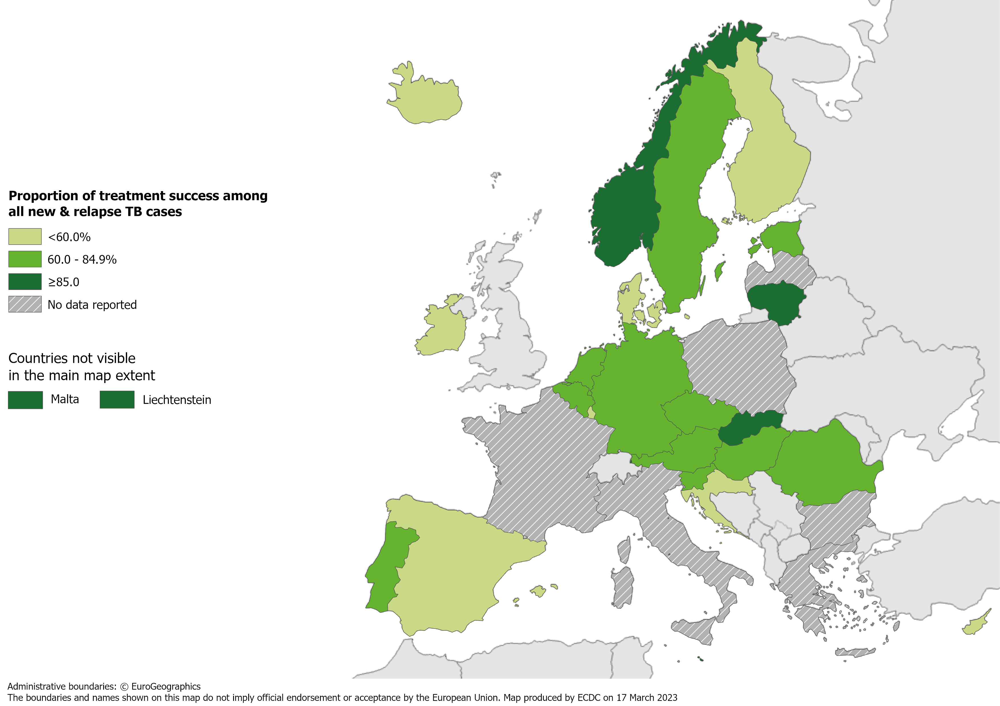 Proportion of treatment success among
all new & relapse TB cases
<60.0%
60.0 - 84.9%
≥85.0
No data reported
Countries not visible
in the main map extent
Malta
Liechtenstein
Administrative boundaries: © EuroGeographics
The boundaries and names shown on this map do not imply official endorsement or acceptance by the European Union. Map produced by ECDC on 17 March 2023